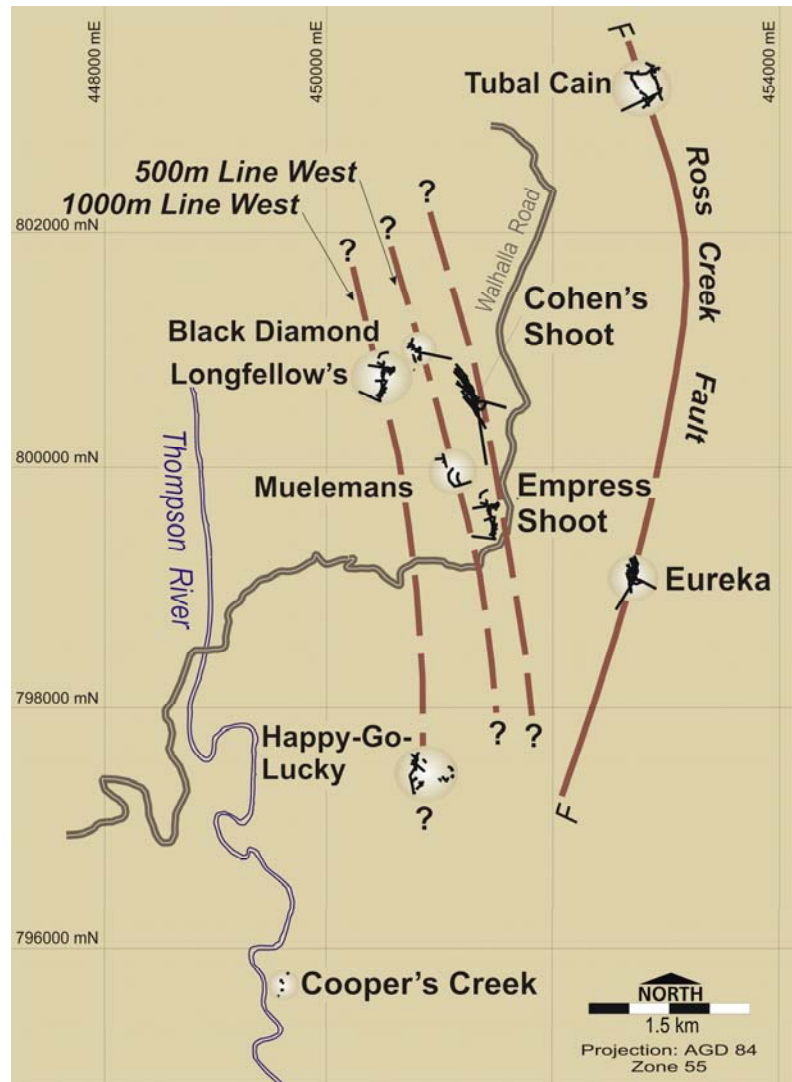 448000 mE
450000 mE
454000 mE
F
Tubal Cain
500m Line West
1000m Line West
802000 mN
?
?
?
Walhalla Road
Ross Creek Fault
Cohen's
Shoot
Black Diamond
Longfellow's
800000 mN
Thompson River
Muelemans
Empress
Shoot
Eureka
798000 mN
?
?
Happy-Go-
Lucky
?
F
796000 mN
Cooper's Creek
NORTH
1.5 km
Projection: AGD 84
Zone 55